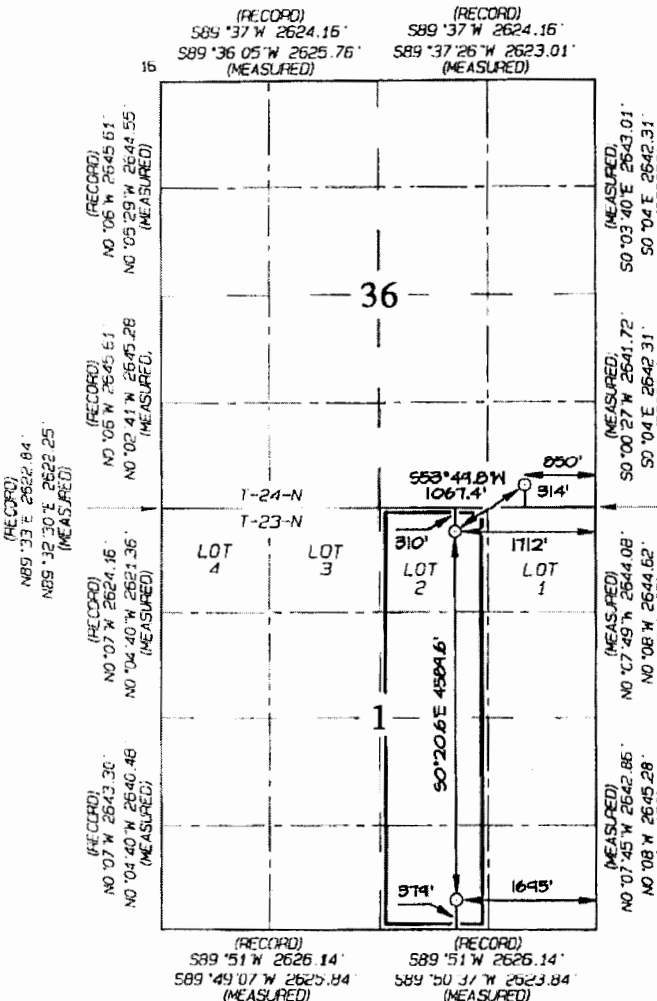 (RECORD)
S89 °37'W 2624.16'
S89 °36 05"W 2625.76'
(MEASURED)
(RECORD)
S89 °37'W 2624.16'
S89 °37'26"W 2623.01'
(MEASURED)
(RECORD)
N0 °06'W 2645.61'
N0 °05'29"W 2644.55'
(MEASURED)
(MEASURED)
S0 °03'40"E 2643.01'
S0 °04'E 2642.31'
36
(RECORD)
N0 °06'W 2645.61'
N0 °02'41"W 2645.28'
(MEASURED)
(MEASURED)
S0 °00'27"W 2641.72'
S0 °04'E 2642.31'
(RECORD)
N89 °33'E 2622.84'
N89 °32'30"E 2622.25'
(MEASURED)
S53°49.8'W
1067.4'
850'
314'
T-24-N
T-23-N
310'
1712'
LOT
4
LOT
3
LOT
2
LOT
1
(RECORD)
N0 °07'W 2624.16'
N0 °04'40"W 2621.36'
(MEASURED)
(MEASURED)
N0 °07'49"W 2644.08'
N0 °08'W 2644.62'
S0°20.6'E 4584.6'
1
(RECORD)
N0 °07'W 2643.30'
N0 °04'40"W 2640.48'
(MEASURED)
(MEASURED)
N0 °07'45"W 2642.86'
N0 °08'W 2645.28'
379'
1695'
(RECORD)
S89 °51'W 2626.14'
S89 °49'07"W 2625.84'
(MEASURED)
(RECORD)
S89 °51'W 2626.14'
S89 °50'37"W 2623.84'
(MEASURED)